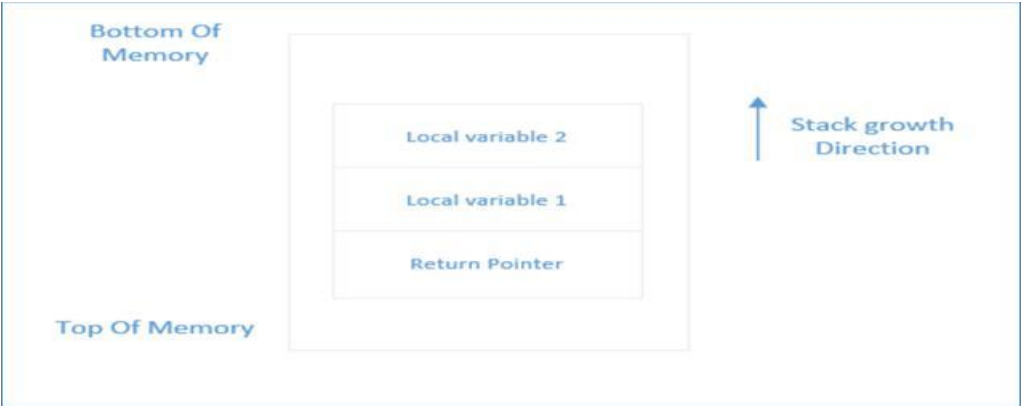 Bottom Of
Memory
Local variable 2
Stack growth
Direction
Local variable 1
Return Pointer
Top Of Memory